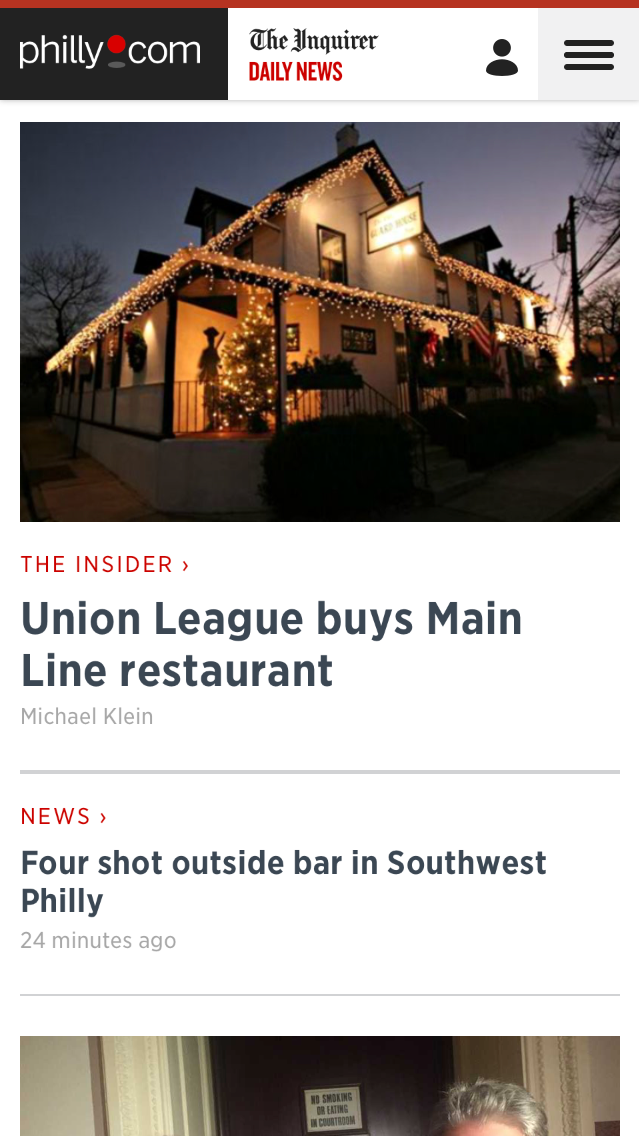 philly.com
The Inquirer
DAILY NEWS
GUARD HOUSE
THE INSIDER ›
Union League buys Main
Line restaurant
Michael Klein
NEWS ›
Four shot outside bar in Southwest
Philly
24 minutes ago
NO SMOKING
OR EATING
IN COURTROOM